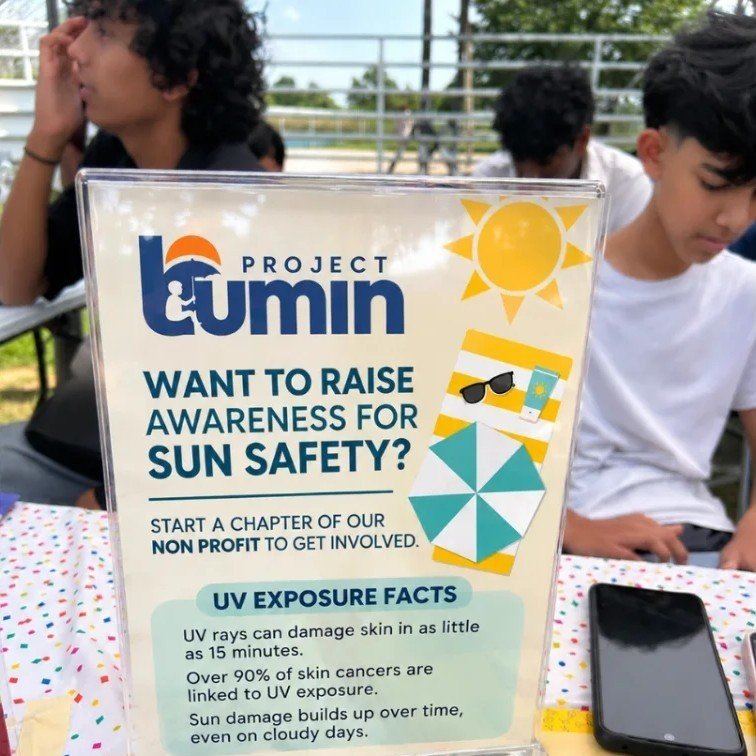 PROJECT
Lumin
WANT TO RAISE
AWARENESS FOR
SUN SAFETY?
START A CHAPTER OF OUR
NON PROFIT TO GET INVOLVED.
UV EXPOSURE FACTS
UV rays can damage skin in as little
as 15 minutes.
Over 90% of skin cancers are
linked to UV exposure.
Sun damage builds up over time,
even on cloudy days.